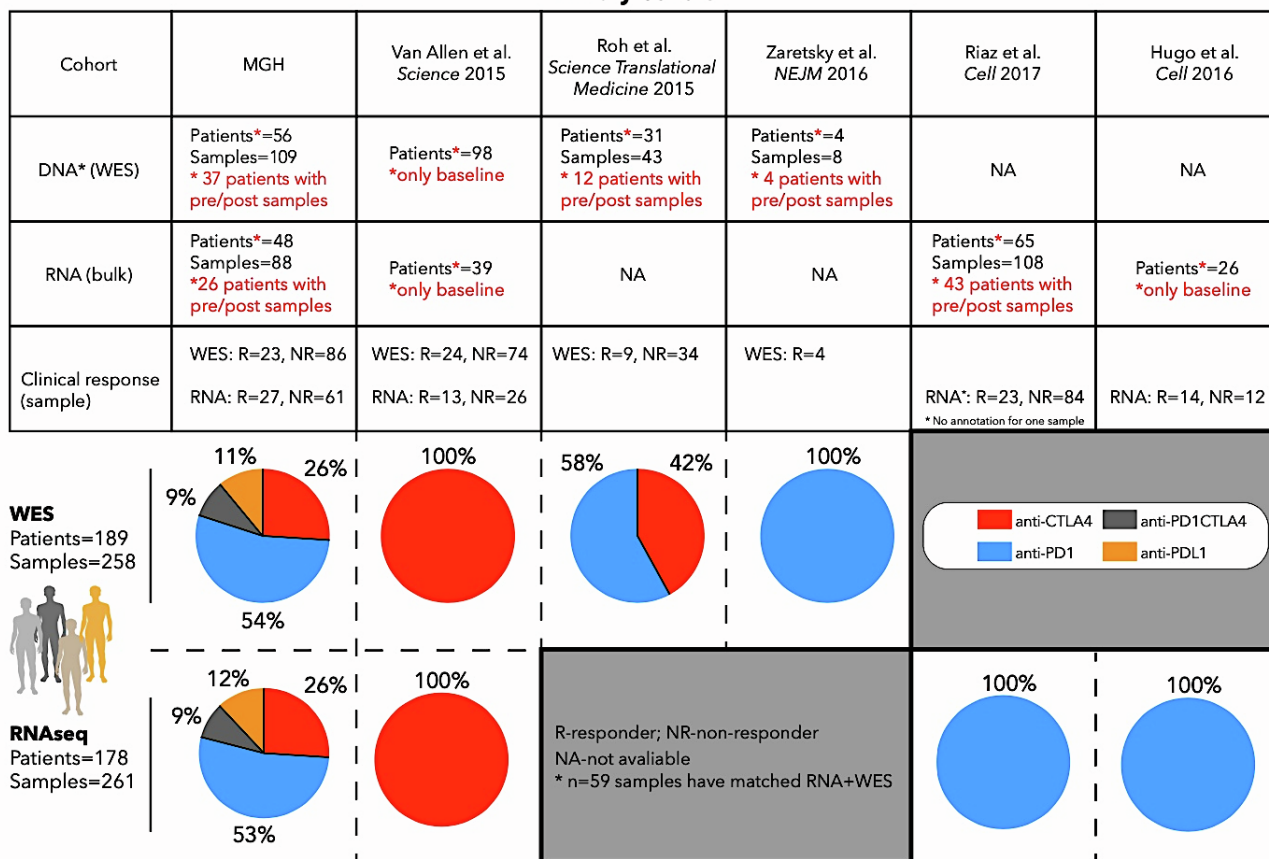 Cohort
MGH
Van Allen et al.
Science 2015
Roh et al.
Science Translational
Medicine 2015
Zaretsky et al.
NEJM 2016
Riaz et al.
Cell 2017
Hugo et al.
Cell 2016
DNA* (WES)
Patients*=56
Samples=109
* 37 patients with
pre/post samples
Patients*=98
*only baseline
Patients*=31
Samples=43
* 12 patients with
pre/post samples
Patients*=4
Samples=8
* 4 patients with
pre/post samples
NA
NA
RNA (bulk)
Patients*=48
Samples=88
*26 patients with
pre/post samples
Patients*=39
*only baseline
NA
NA
Patients*=65
Samples=108
* 43 patients with
pre/post samples
Patients*=26
*only baseline
Clinical response
(sample)
WES: R=23, NR=86
RNA: R=27, NR=61
WES: R=24, NR=74
RNA: R=13, NR=26
WES: R=9, NR=34
WES: R=4
RNA*: R=23, NR=84
* No annotation for one sample
RNA: R=14, NR=12
WES
Patients=189
Samples=258
11%
26%
9%
54%
100%
58%
42%
100%
anti-CTLA4
anti-PD1CTLA4
anti-PD1
anti-PDL1
RNAseq
Patients=178
Samples=261
12%
26%
9%
53%
100%
R-responder; NR-non-responder
NA-not avaliable
* n=59 samples have matched RNA+WES
100%
100%